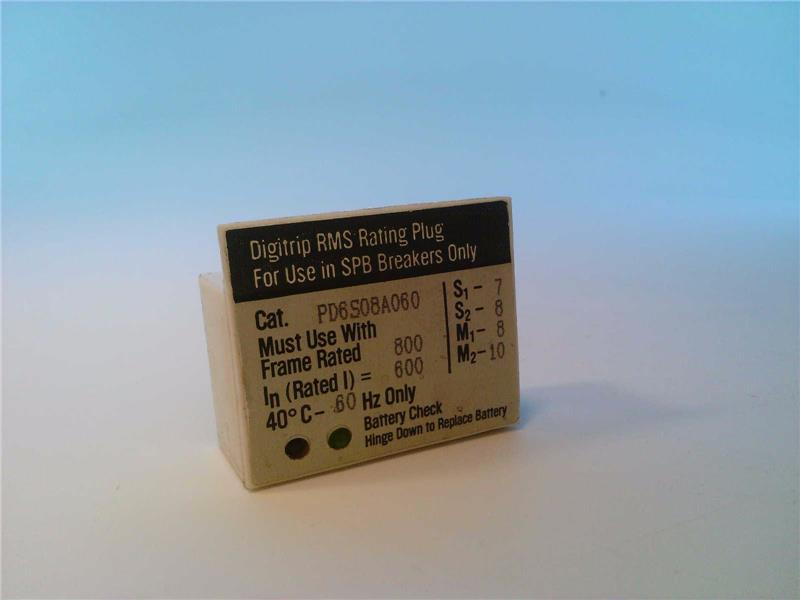 Digitrip RMS Rating Plug
For Use in SPB Breakers Only
Cat. PD6S08A060
Must Use With
Frame Rated 800
In (Rated I) = 600
40°C - 60 Hz Only
Battery Check
Hinge Down to Replace Battery
S1 - 7
S2 - 8
M1 - 8
M2 - 10